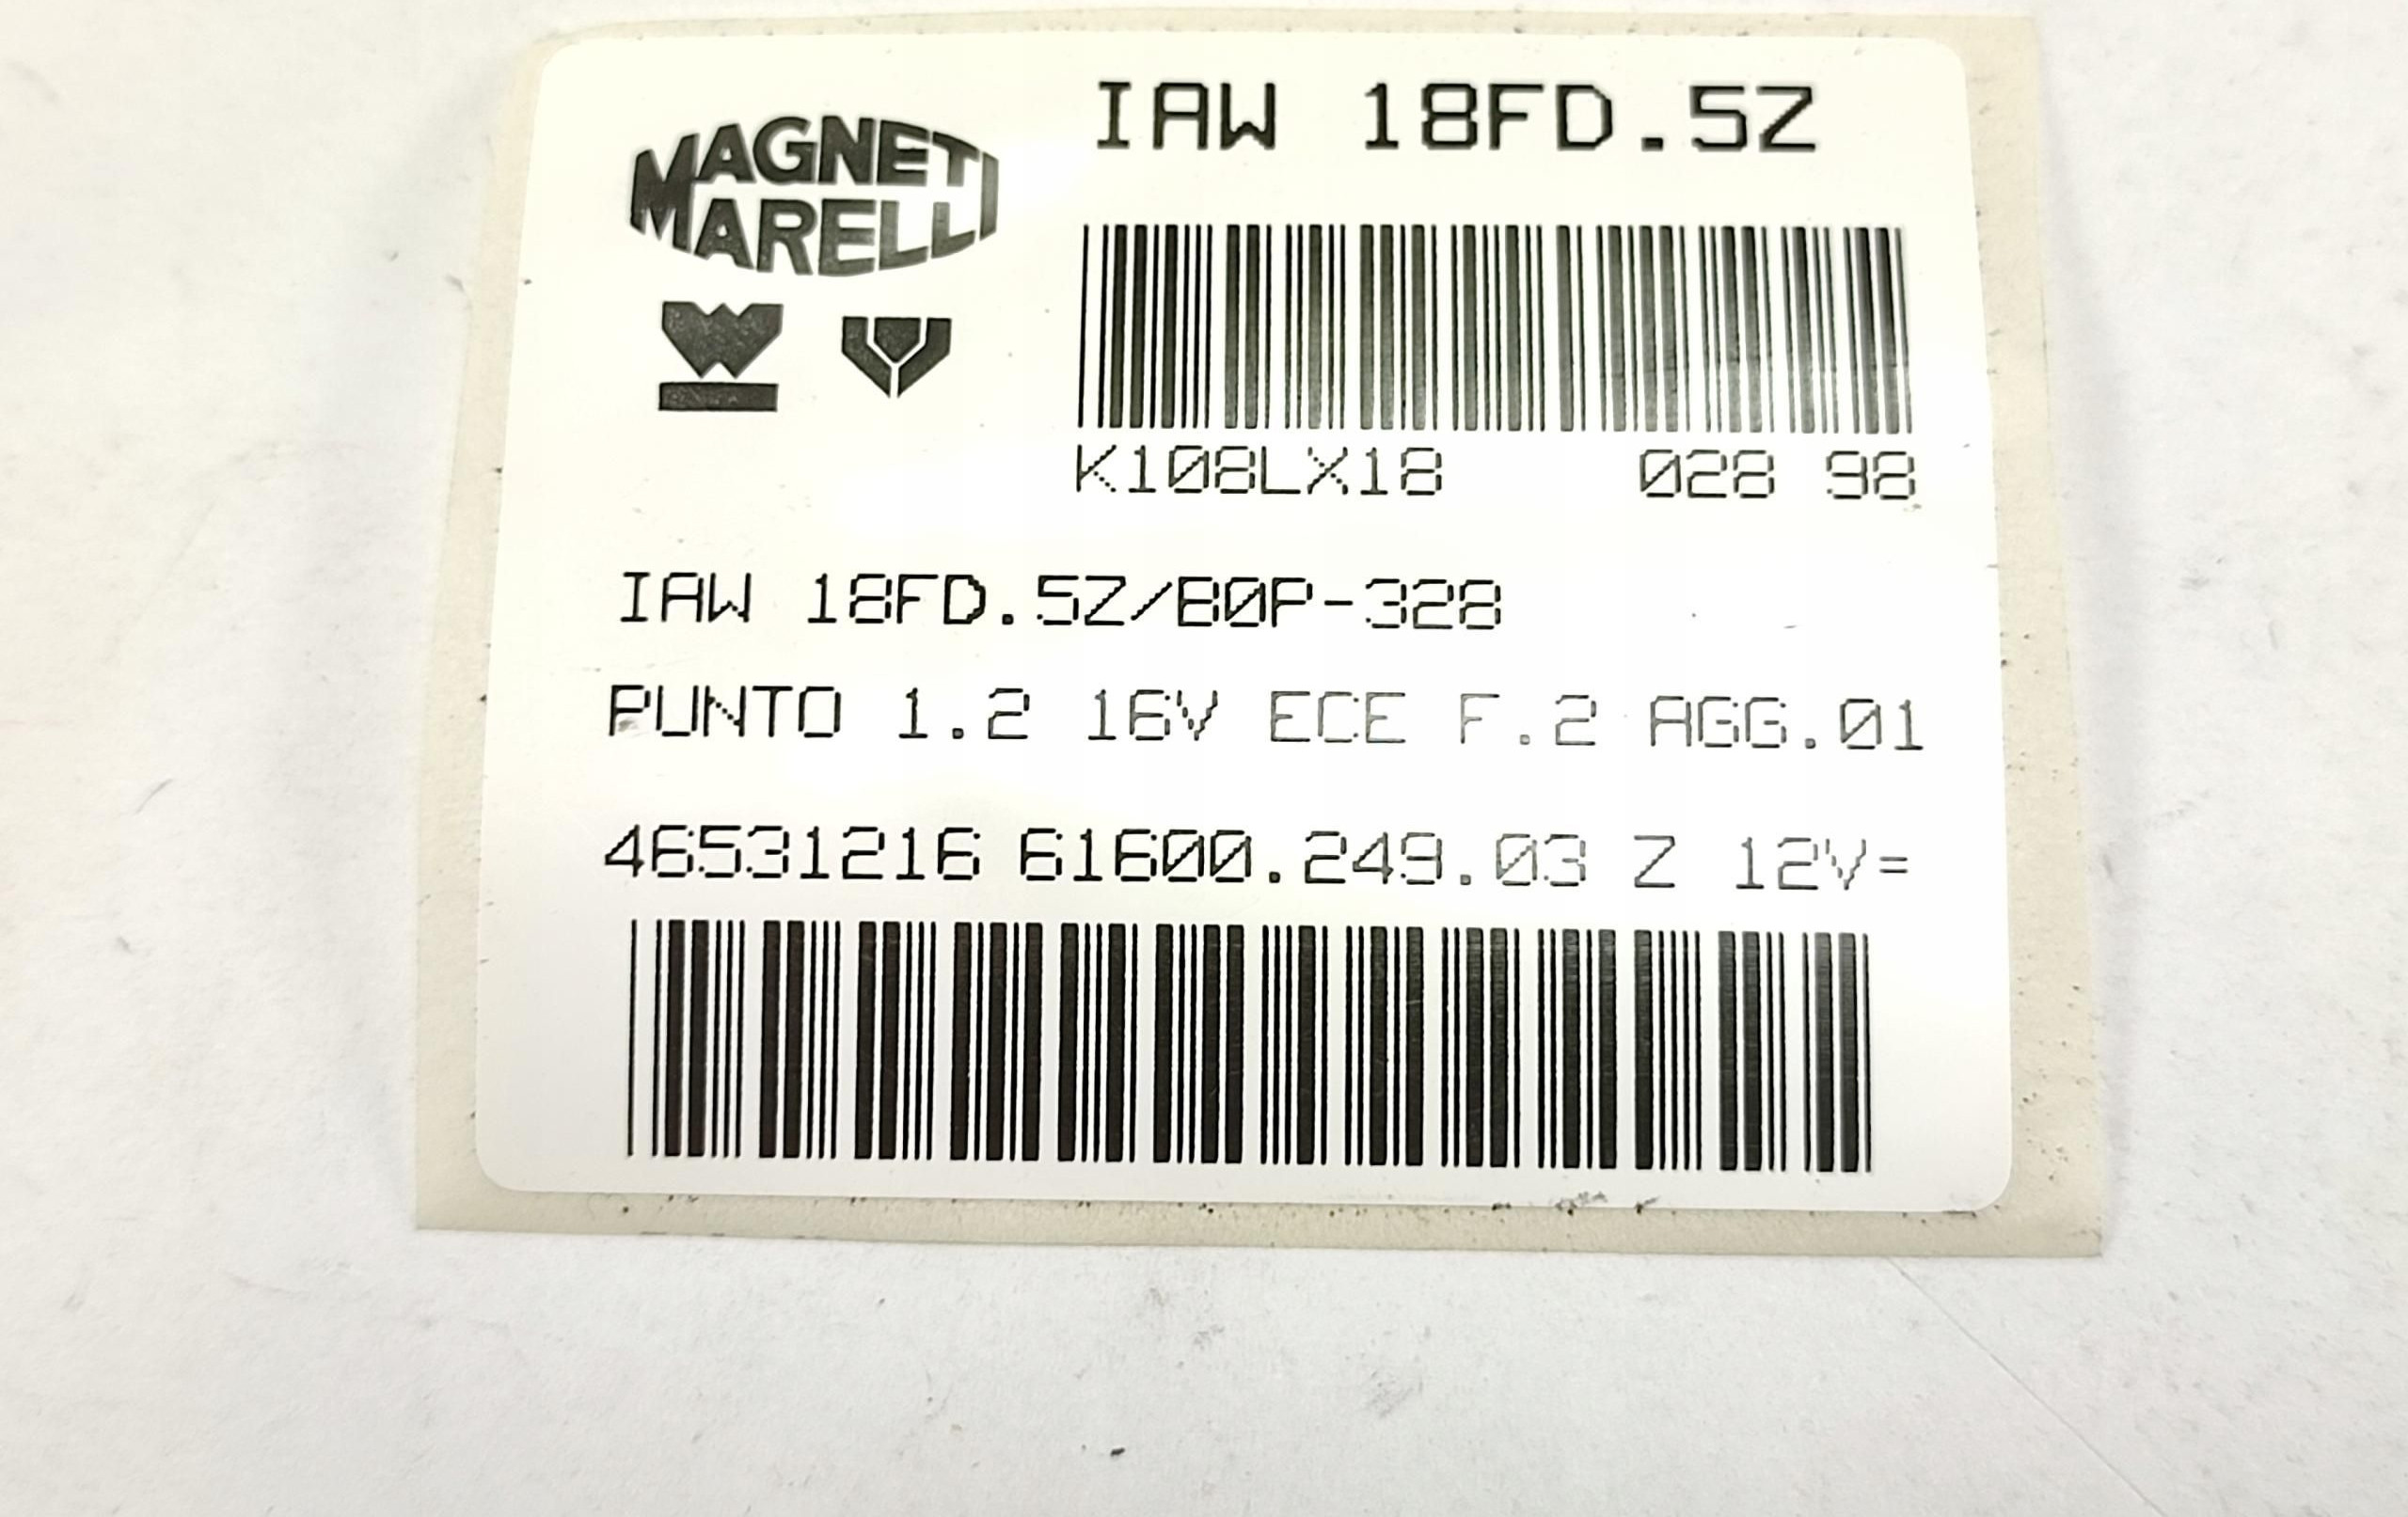 MAGNETI
MARELLI
IAW 18FD.5Z
K108LX18 028 98
IAW 18FD.5Z/B0P-328
PUNTO 1.2 16V ECE F.2 AGG.01
46531216 61600.249.03 Z 12V=